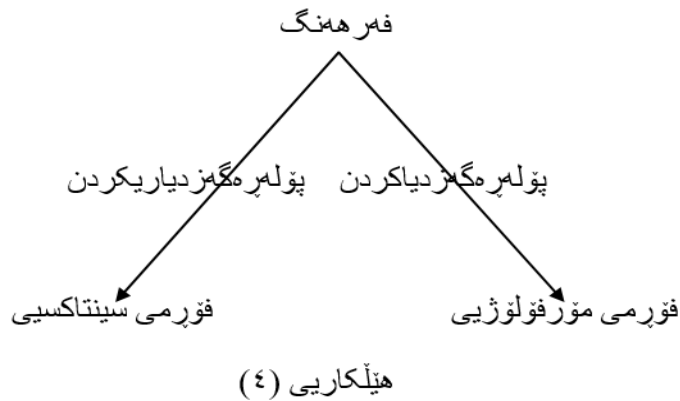 فەرهەنگ
پۆلەڕەگەزدیاکردن    پۆلەڕەگەزدیاریکردن
فۆڕمی مۆرفۆلۆژیی    فۆڕمی سینتاکسیی
هێڵکاریی (٤)